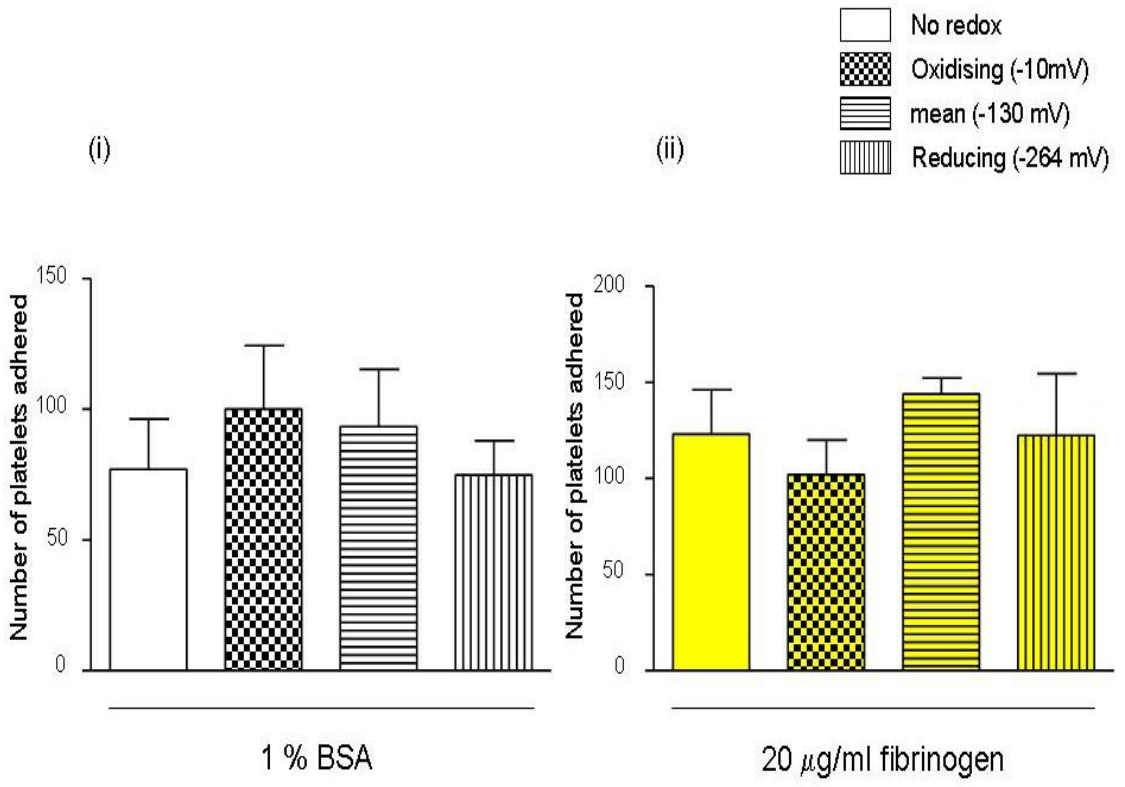 No redox
Oxidising (-10mV)
mean (-130 mV)
Reducing (-264 mV)
(i)
(ii)
Number of platelets adhered
150
100
50
0
1 % BSA
Number of platelets adhered
200
150
100
50
0
20 μg/ml fibrinogen